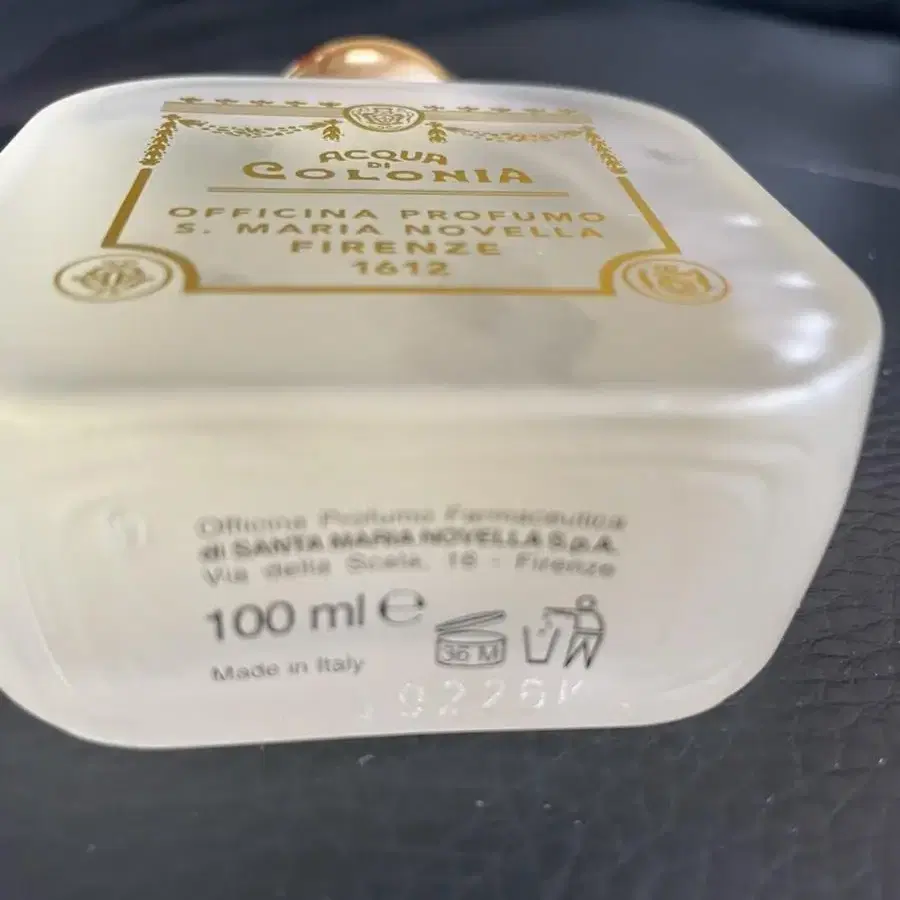 ACQUA
DI
COLONIA
OFFICINA PROFUMO
S. MARIA NOVELLA
FIRENZE
1612
Officina Profumo Farmaceutica
di SANTA MARIA NOVELLA S.p.A.
Via della Scala, 16 - Firenze
100 ml e
36 M
Made in Italy